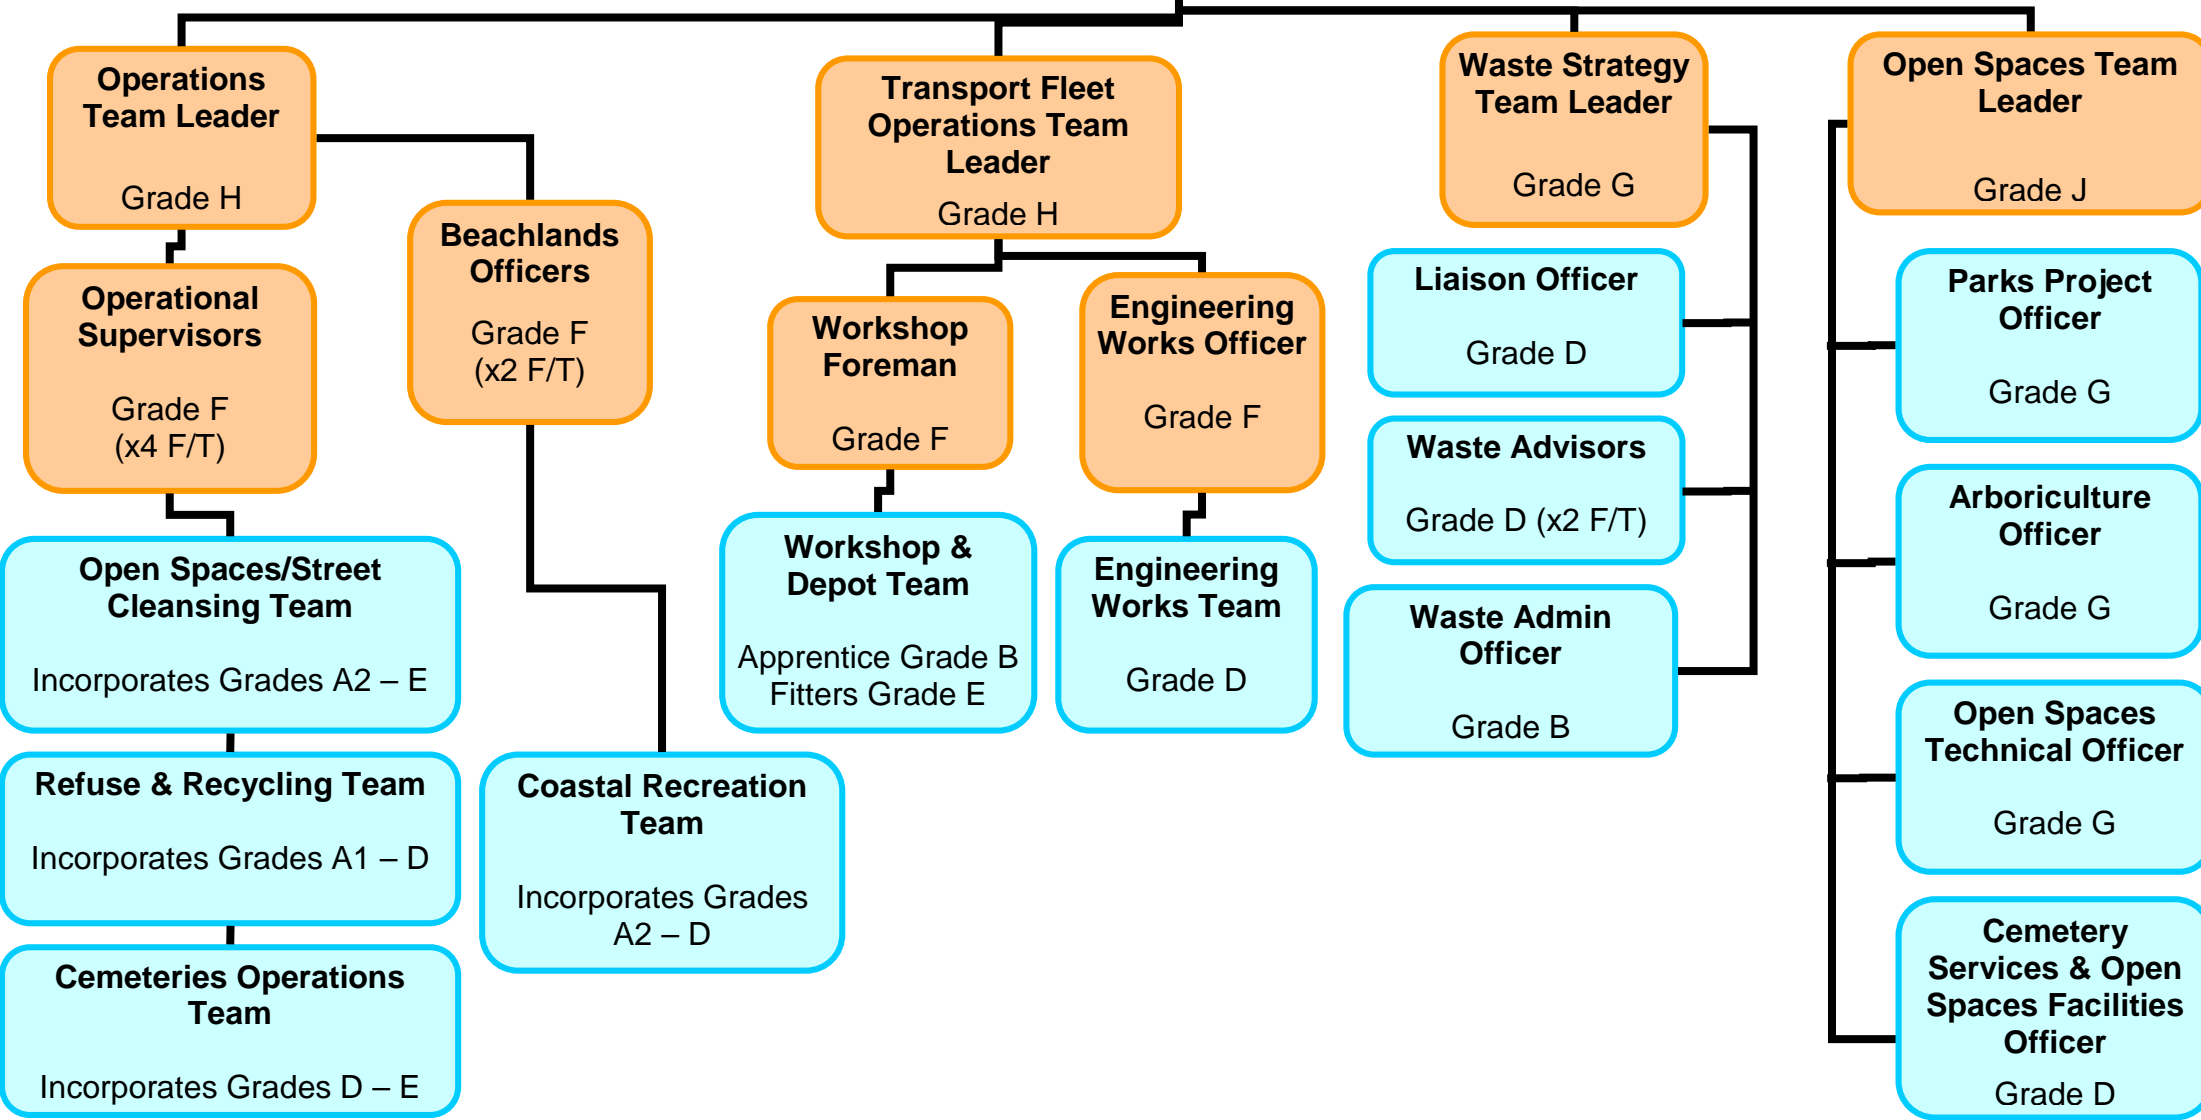 Operations
Team Leader
Grade H
Operational
Supervisors
Grade F
(x4 F/T)
Open Spaces/Street
Cleansing Team
Incorporates Grades A2 – E
Refuse & Recycling Team
Incorporates Grades A1 – D
Cemeteries Operations
Team
Incorporates Grades D – E
Beachlands
Officers
Grade F
(x2 F/T)
Coastal Recreation
Team
Incorporates Grades
A2 – D
Transport Fleet
Operations Team
Leader
Grade H
Workshop
Foreman
Grade F
Workshop &
Depot Team
Apprentice Grade B
Fitters Grade E
Engineering
Works Officer
Grade F
Engineering
Works Team
Grade D
Waste Strategy
Team Leader
Grade G
Liaison Officer
Grade D
Waste Advisors
Grade D (x2 F/T)
Waste Admin
Officer
Grade B
Open Spaces Team
Leader
Grade J
Parks Project
Officer
Grade G
Arboriculture
Officer
Grade G
Open Spaces
Technical Officer
Grade G
Cemetery
Services & Open
Spaces Facilities
Officer
Grade D